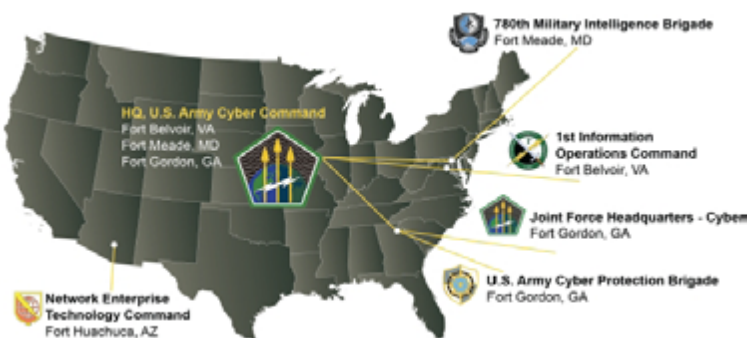 780th Military Intelligence Brigade
Fort Meade, MD
HQ, U.S. Army Cyber Command
Fort Belvoir, VA
Fort Meade, MD
Fort Gordon, GA
1st Information
Operations Command
Fort Belvoir, VA
Joint Force Headquarters - Cyber
Fort Gordon, GA
U.S. Army Cyber Protection Brigade
Fort Gordon, GA
Network Enterprise
Technology Command
Fort Huachuca, AZ